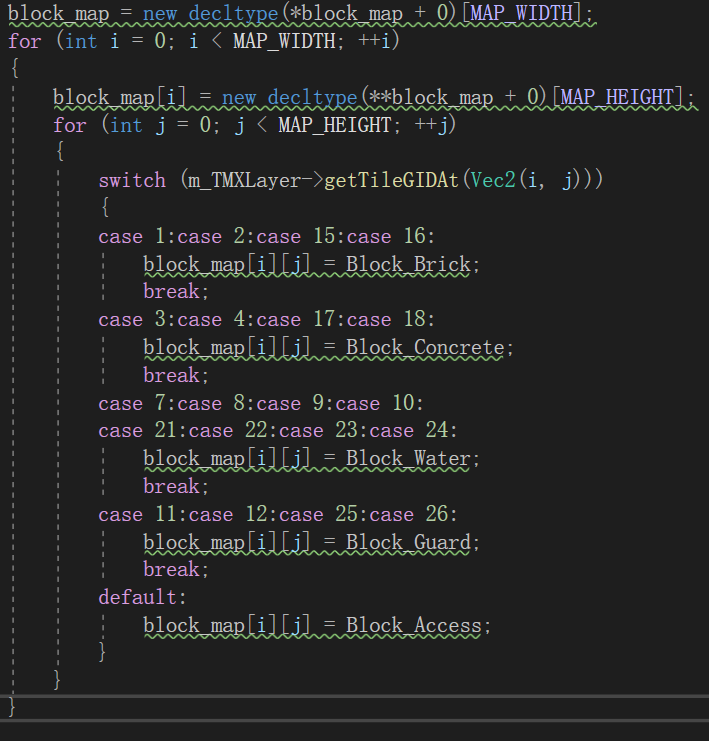 block_map = new decltype(*block_map + 0)[MAP_WIDTH];
for (int i = 0; i < MAP_WIDTH; ++i)
{
block_map[i] = new decltype(**block_map + 0)[MAP_HEIGHT];
for (int j = 0; j < MAP_HEIGHT; ++j)
{
switch (m_TMXLayer->getTileGIDAt(Vec2(i, j)))
{
case 1:case 2:case 15:case 16:
block_map[i][j] = Block_Brick;
break;
case 3:case 4:case 17:case 18:
block_map[i][j] = Block_Concrete;
break;
case 7:case 8:case 9:case 10:
case 21:case 22:case 23:case 24:
block_map[i][j] = Block_Water;
break;
case 11:case 12:case 25:case 26:
block_map[i][j] = Block_Guard;
break;
default:
block_map[i][j] = Block_Access;
}
}
}